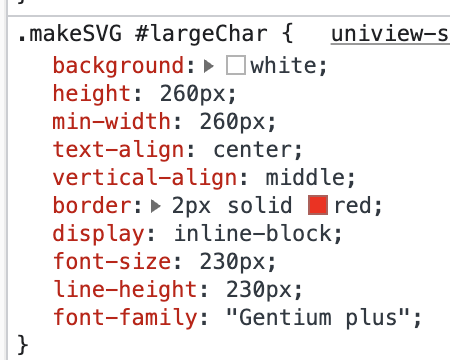 }
.makeSVG #largeChar { uniview-s
background: white;
height: 260px;
min-width: 260px;
text-align: center;
vertical-align: middle;
border: 2px solid red;
display: inline-block;
font-size: 230px;
line-height: 230px;
font-family: "Gentium plus";
}